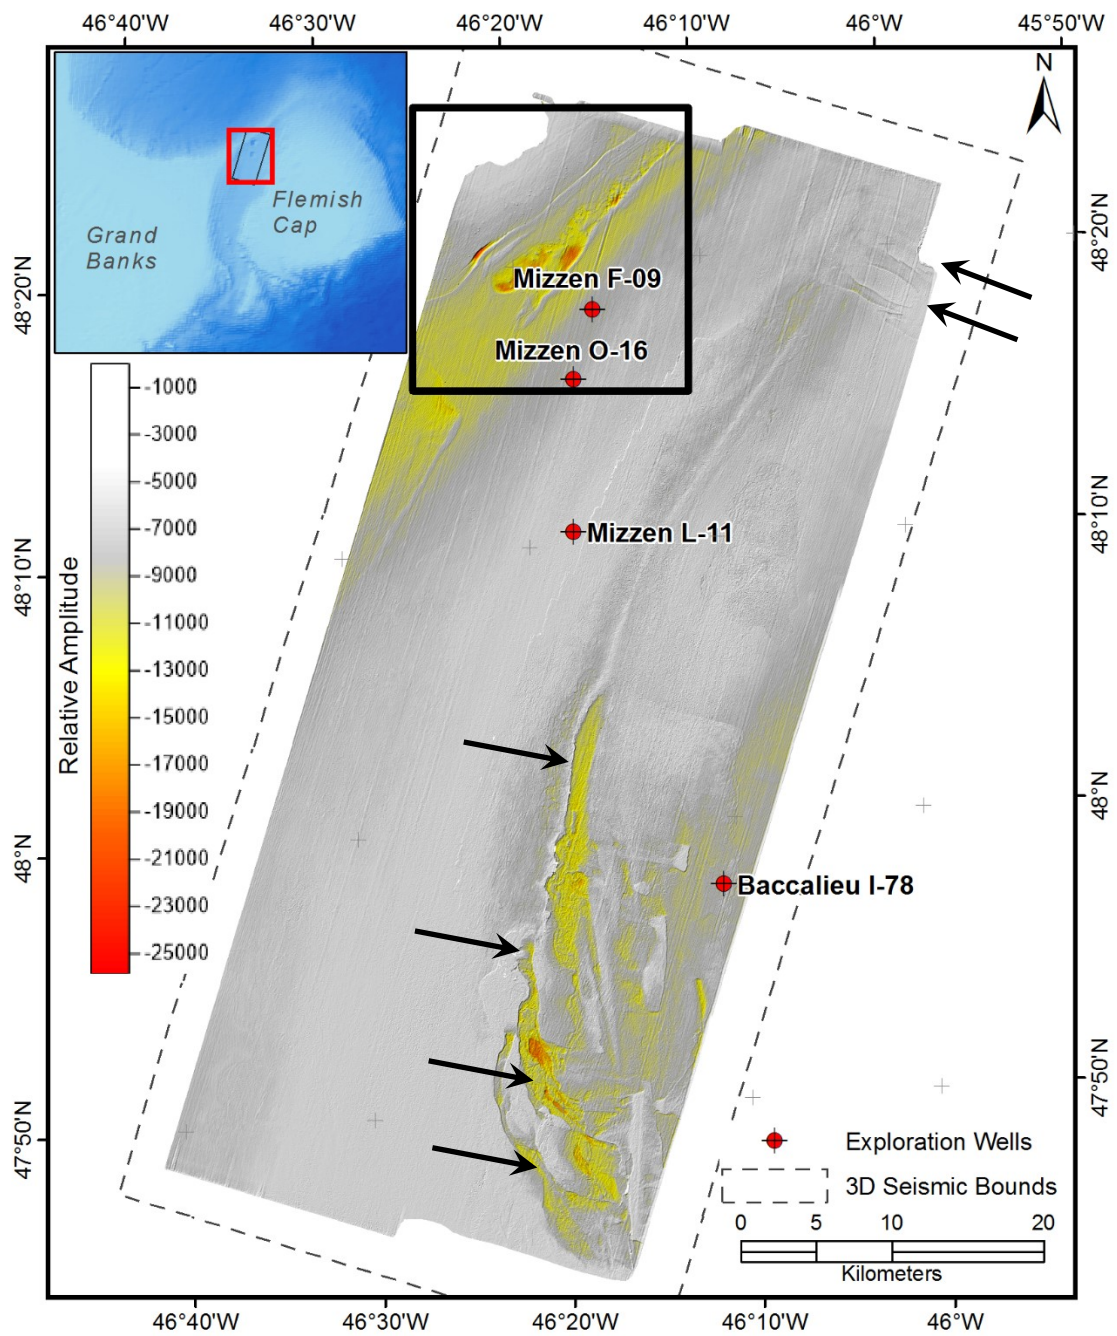 46°40'W
46°30'W
46°20'W
46°10'W
46°W
45°50'W
N
Grand
Banks
Flemish
Cap
48°20'N
48°10'N
48°N
47°50'N
48°20'N
48°10'N
48°N
47°50'N
Mizzen F-09
Mizzen O-16
Mizzen L-11
Baccalieu I-78
Relative Amplitude
-1000
-3000
-5000
-7000
-9000
-11000
-13000
-15000
-17000
-19000
-21000
-23000
-25000
Exploration Wells
3D Seismic Bounds
0 5 10 20
Kilometers
46°40'W
46°30'W
46°20'W
46°10'W
46°W